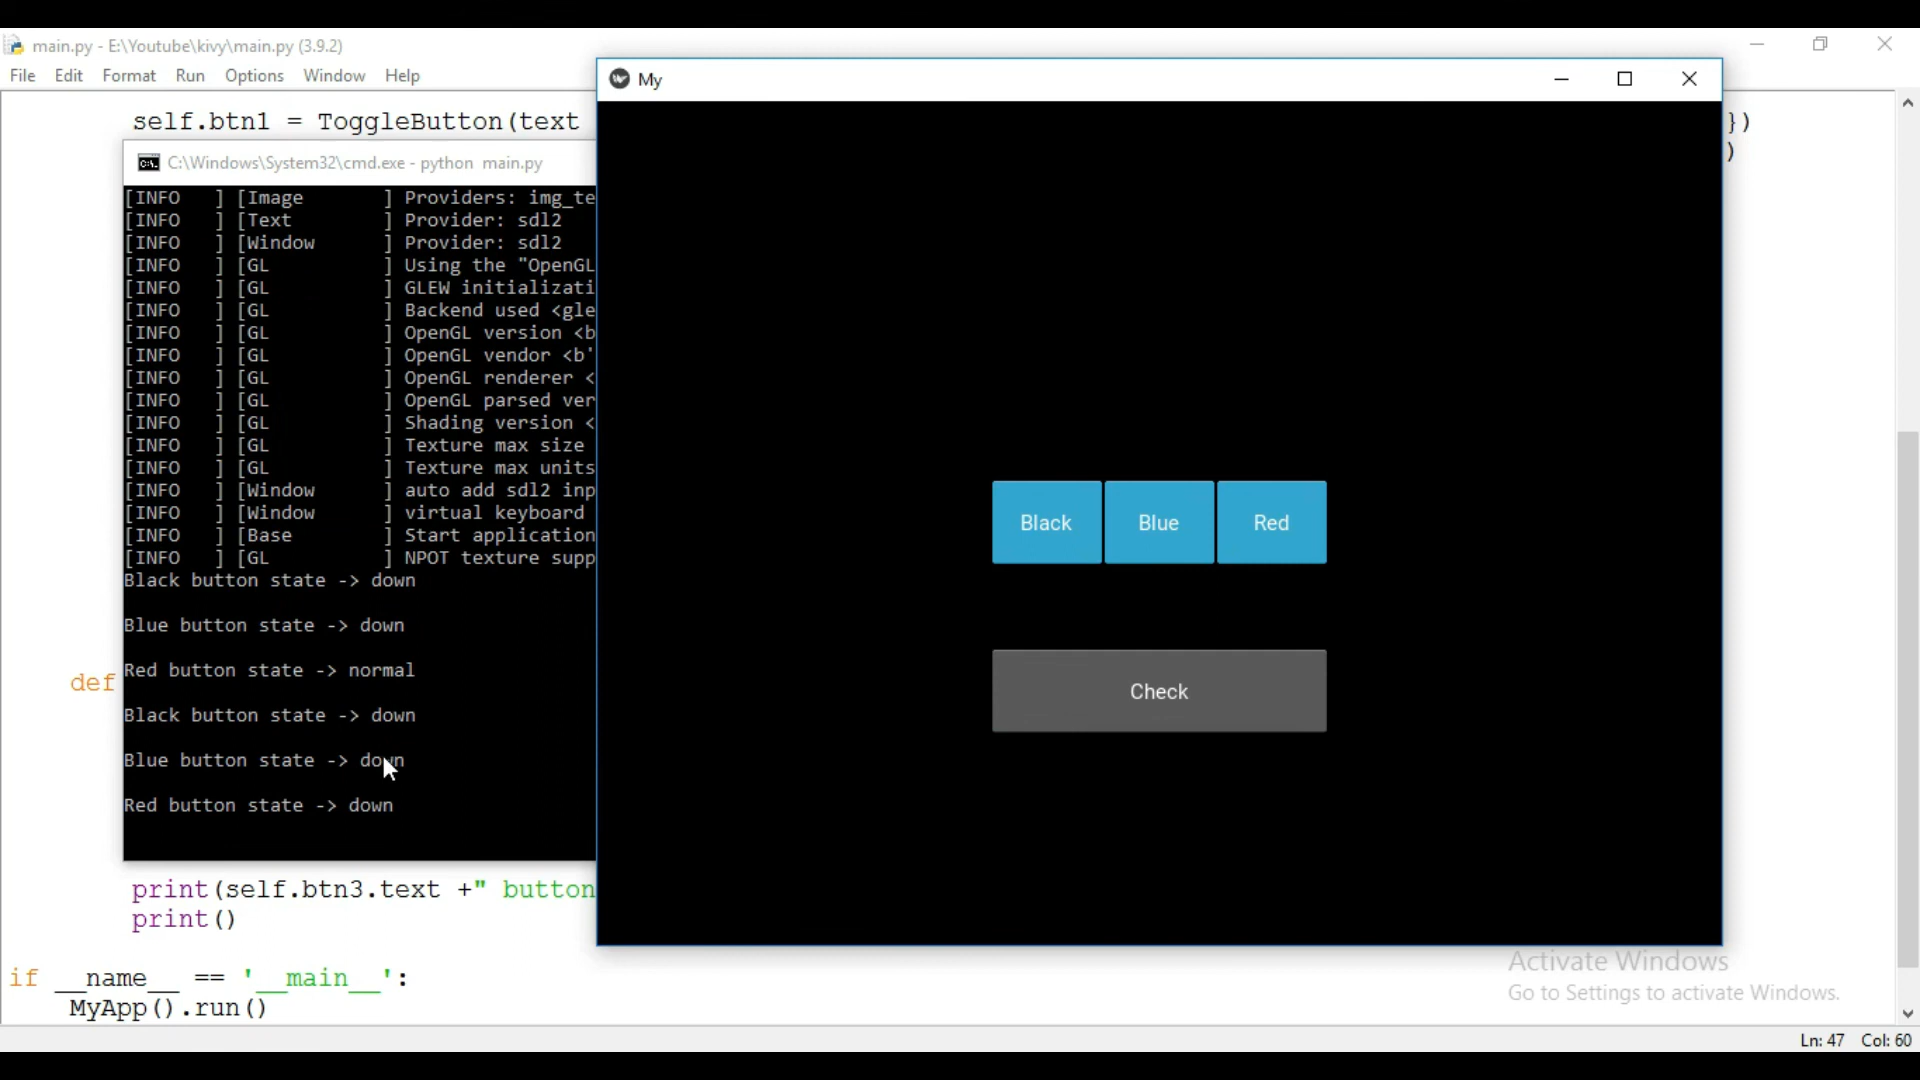 main.py - E:\Youtube\kivy\main.py (3.9.2)
File Edit Format Run Options Window Help
My
self.btn1 = ToggleButton(text
})
)
C:\Windows\System32\cmd.exe - python main.py
[INFO   ] [Image       ] Providers: img_te
[INFO   ] [Text        ] Provider: sdl2
[INFO   ] [Window      ] Provider: sdl2
[INFO   ] [GL          ] Using the "OpenGL
[INFO   ] [GL          ] GLEW initializati
[INFO   ] [GL          ] Backend used <gle
[INFO   ] [GL          ] OpenGL version <b
[INFO   ] [GL          ] OpenGL vendor <b'
[INFO   ] [GL          ] OpenGL renderer <
[INFO   ] [GL          ] OpenGL parsed ver
[INFO   ] [GL          ] Shading version <
[INFO   ] [GL          ] Texture max size
[INFO   ] [GL          ] Texture max units
[INFO   ] [Window      ] auto add sdl2 inp
[INFO   ] [Window      ] virtual keyboard
[INFO   ] [Base        ] Start application
[INFO   ] [GL          ] NPOT texture supp
Black button state -> down
Blue button state -> down
Red button state -> normal
Black button state -> down
Blue button state -> down
Red button state -> down
def
Black Blue Red
Check
print(self.btn3.text +" button
print()
if __name__ == '__main__':
MyApp().run()
Activate Windows
Go to Settings to activate Windows.
Ln: 47 Col: 60